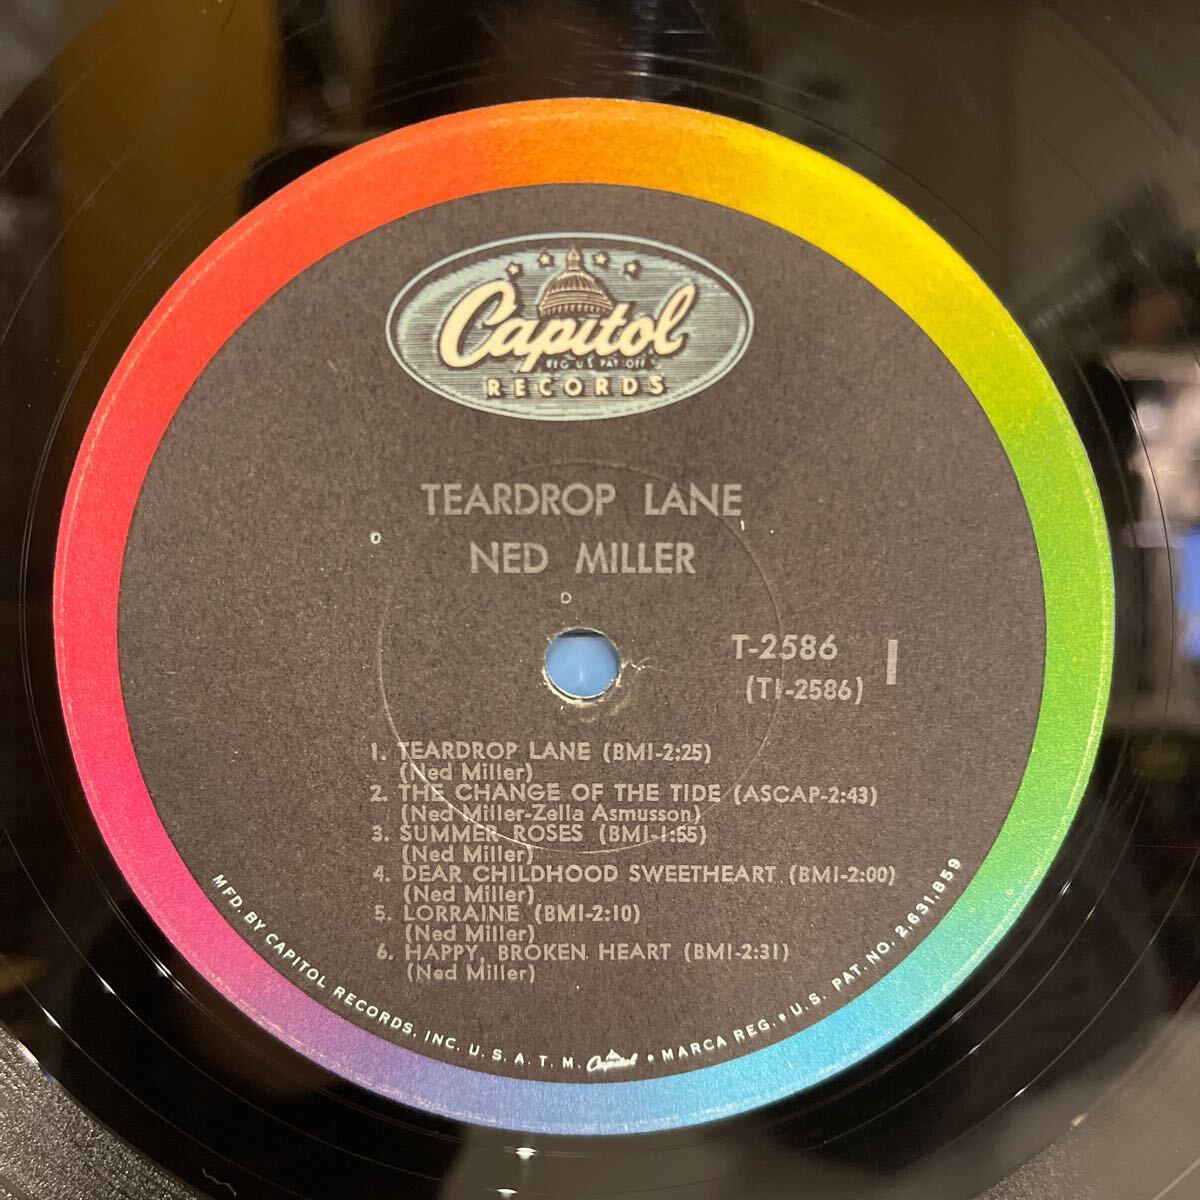 Capitol
REG. U.S. PAT. OFF.
RECORDS
TEARDROP LANE
NED MILLER
T-2586
(T1-2586)
1
1. TEARDROP LANE (BMI-2:25)
(Ned Miller)
2. THE CHANGE OF THE TIDE (ASCAP-2:43)
(Ned Miller-Zella Asmusson)
3. SUMMER ROSES (BMI-1:55)
(Ned Miller)
4. DEAR CHILDHOOD SWEETHEART (BMI-2:00)
(Ned Miller)
5. LORRAINE (BMI-2:10)
(Ned Miller)
6. HAPPY, BROKEN HEART (BMI-2:31)
(Ned Miller)
MFD. BY CAPITOL RECORDS, INC. U.S.A. T.M. Capitol • MARCA REG. • U.S. PAT. NO. 2,631,859